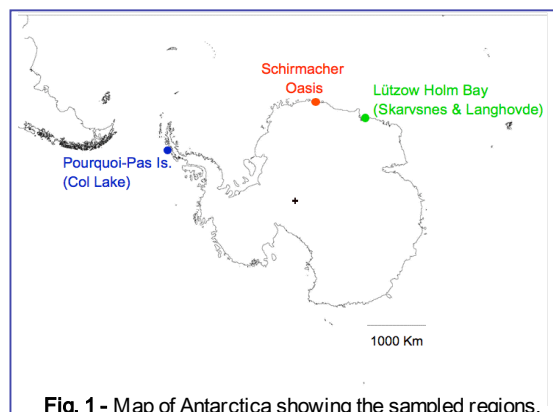 Schirmacher
Oasis
Lützow Holm Bay
(Skarvsnes & Langhovde)
Pourquoi-Pas Is.
(Col Lake)
1000 Km
Fig. 1 - Map of Antarctica showing the sampled regions.